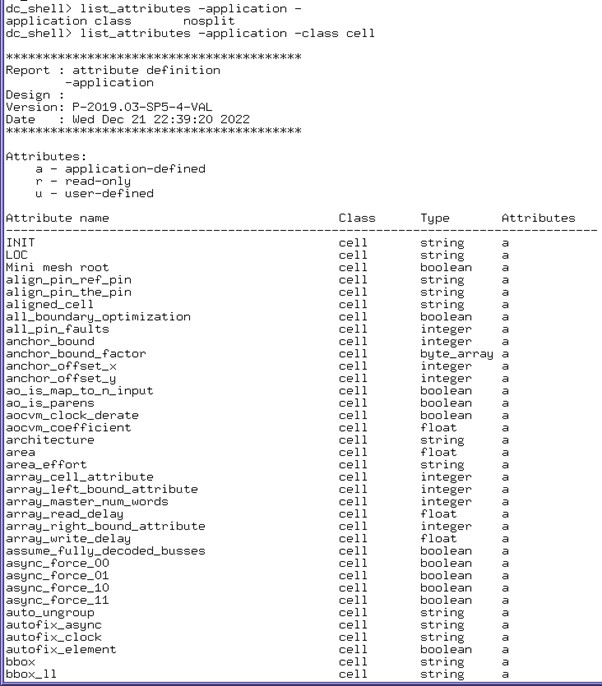 dc_shell> list_attributes -application -
application class       nosplit
dc_shell> list_attributes -application -class cell
****************************************
Report : attribute definition
        -application
Design :
Version: P-2019.03-SP5-4-VAL
Date   : Wed Dec 21 22:39:20 2022
****************************************
Attributes:
    a - application-defined
    r - read-only
    u - user-defined
Attribute name Class Type Attributes
--------------------------------------------------------------------------------
INIT cell string a
LOC cell string a
Mini mesh root cell boolean a
align_pin_ref_pin cell string a
align_pin_the_pin cell string a
aligned_cell cell string a
all_boundary_optimization cell boolean a
all_pin_faults cell integer a
anchor_bound cell integer a
anchor_bound_factor cell byte_array a
anchor_offset_x cell integer a
anchor_offset_y cell integer a
ao_is_map_to_n_input cell boolean a
ao_is_parens cell boolean a
aocvm_clock_derate cell boolean a
aocvm_coefficient cell float a
architecture cell string a
area cell float a
area_effort cell string a
array_cell_attribute cell integer a
array_left_bound_attribute cell integer a
array_master_num_words cell integer a
array_read_delay cell float a
array_right_bound_attribute cell integer a
array_write_delay cell float a
assume_fully_decoded_busses cell boolean a
async_force_00 cell boolean a
async_force_01 cell boolean a
async_force_10 cell boolean a
async_force_11 cell boolean a
auto_ungroup cell string a
autofix_async cell string a
autofix_clock cell string a
autofix_element cell boolean a
bbox cell string a
bbox_ll cell string a